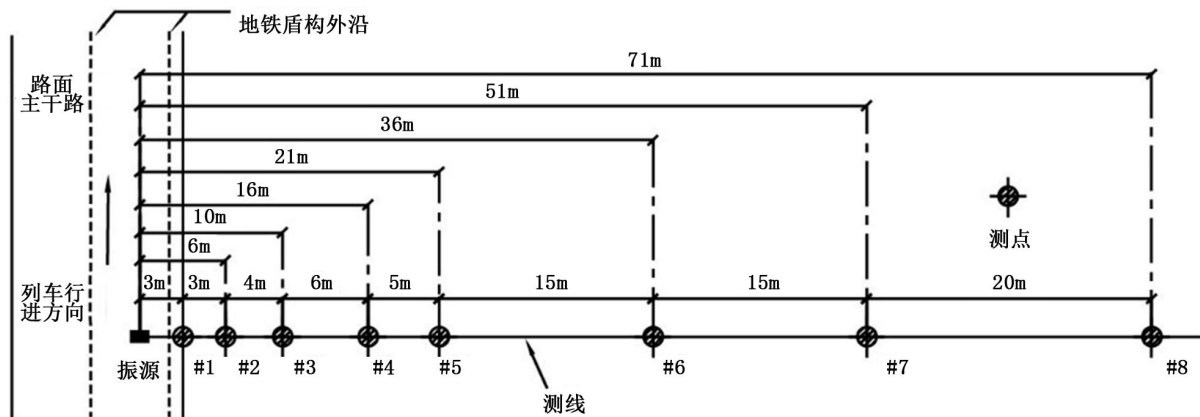 地铁盾构外沿
路面
主干路
71m
51m
36m
21m
16m
10m
6m
测点
列车行
进方向
3m 3m 4m 6m 5m 15m 15m 20m
振源 #1 #2 #3 #4 #5 #6 #7 #8
测线